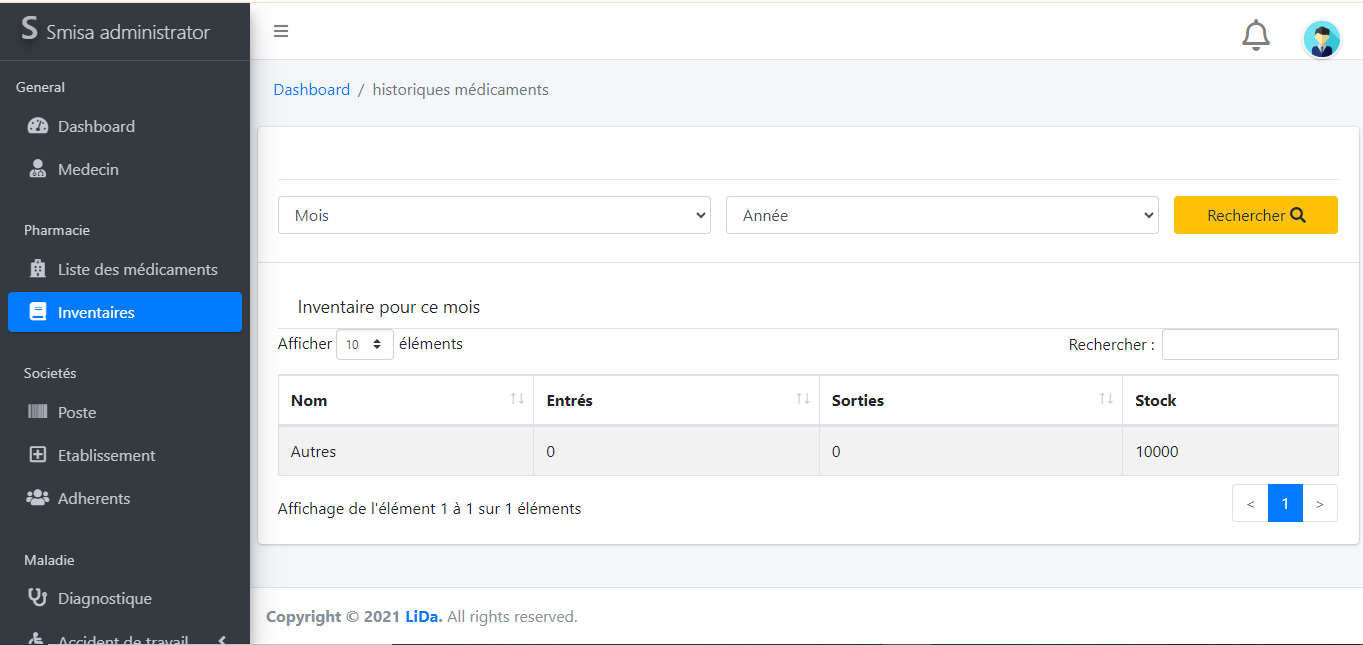 S Smisa administrator
General
Dashboard
Medecin
Pharmacie
Liste des médicaments
Inventaires
Societés
Poste
Etablissement
Adherents
Maladie
Diagnostique
Accident de travail
Dashboard / historiques médicaments
Mois
Année
Rechercher
Inventaire pour ce mois
Afficher 10 éléments
Rechercher :
Nom Entrés Sorties Stock
Autres 0 0 10000
Affichage de l'élément 1 à 1 sur 1 éléments
< 1 >
Copyright © 2021 LiDa. All rights reserved.